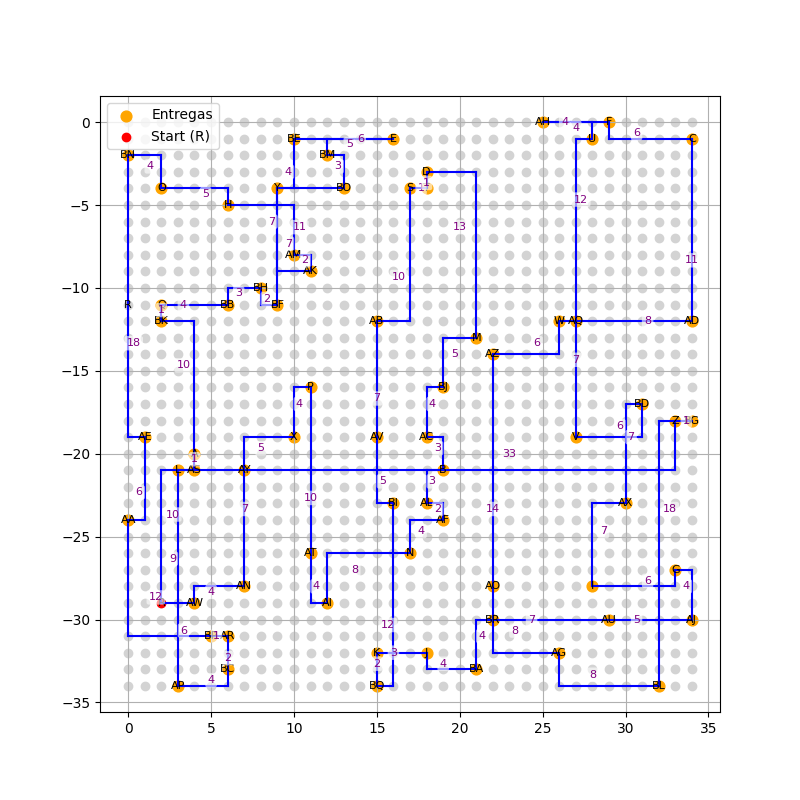 Entregas
Start (R)
AH 4 F
4 U
BE 5 6 E
6 C
BN BM
4 3
4
D
O 5 Y BO S 1
H
7 11 13 12
7
AM
2
AK
10
11
BH
3
R 4 BB 2 BF
1
BK AB W AQ 8 AD
18
M
6
5 AZ
10 7
P BJ
4 7 4
BD
6
Z 1 G
AE X AV AC V 7
5 3 33
1
AX B
6 5 3
7 10 14
10 BI AL AX
2
AA 4 AF
7
9 AT 8 N
G
4 AN 4 AO 6 4
12 AW AI
12
BR 7 AU 5 AJ
6 1 AR 4 8
2 K 3 AG
2 4
BL BA
8
AP 4 BQ BL
0
−5
−10
−15
−20
−25
−30
−35
0 5 10 15 20 25 30 35